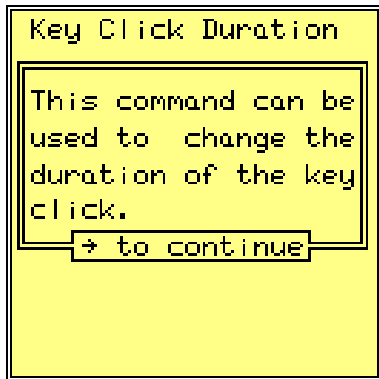 Key Click Duration
This command can be
used to  change the
duration of the key
click.
→ to continue